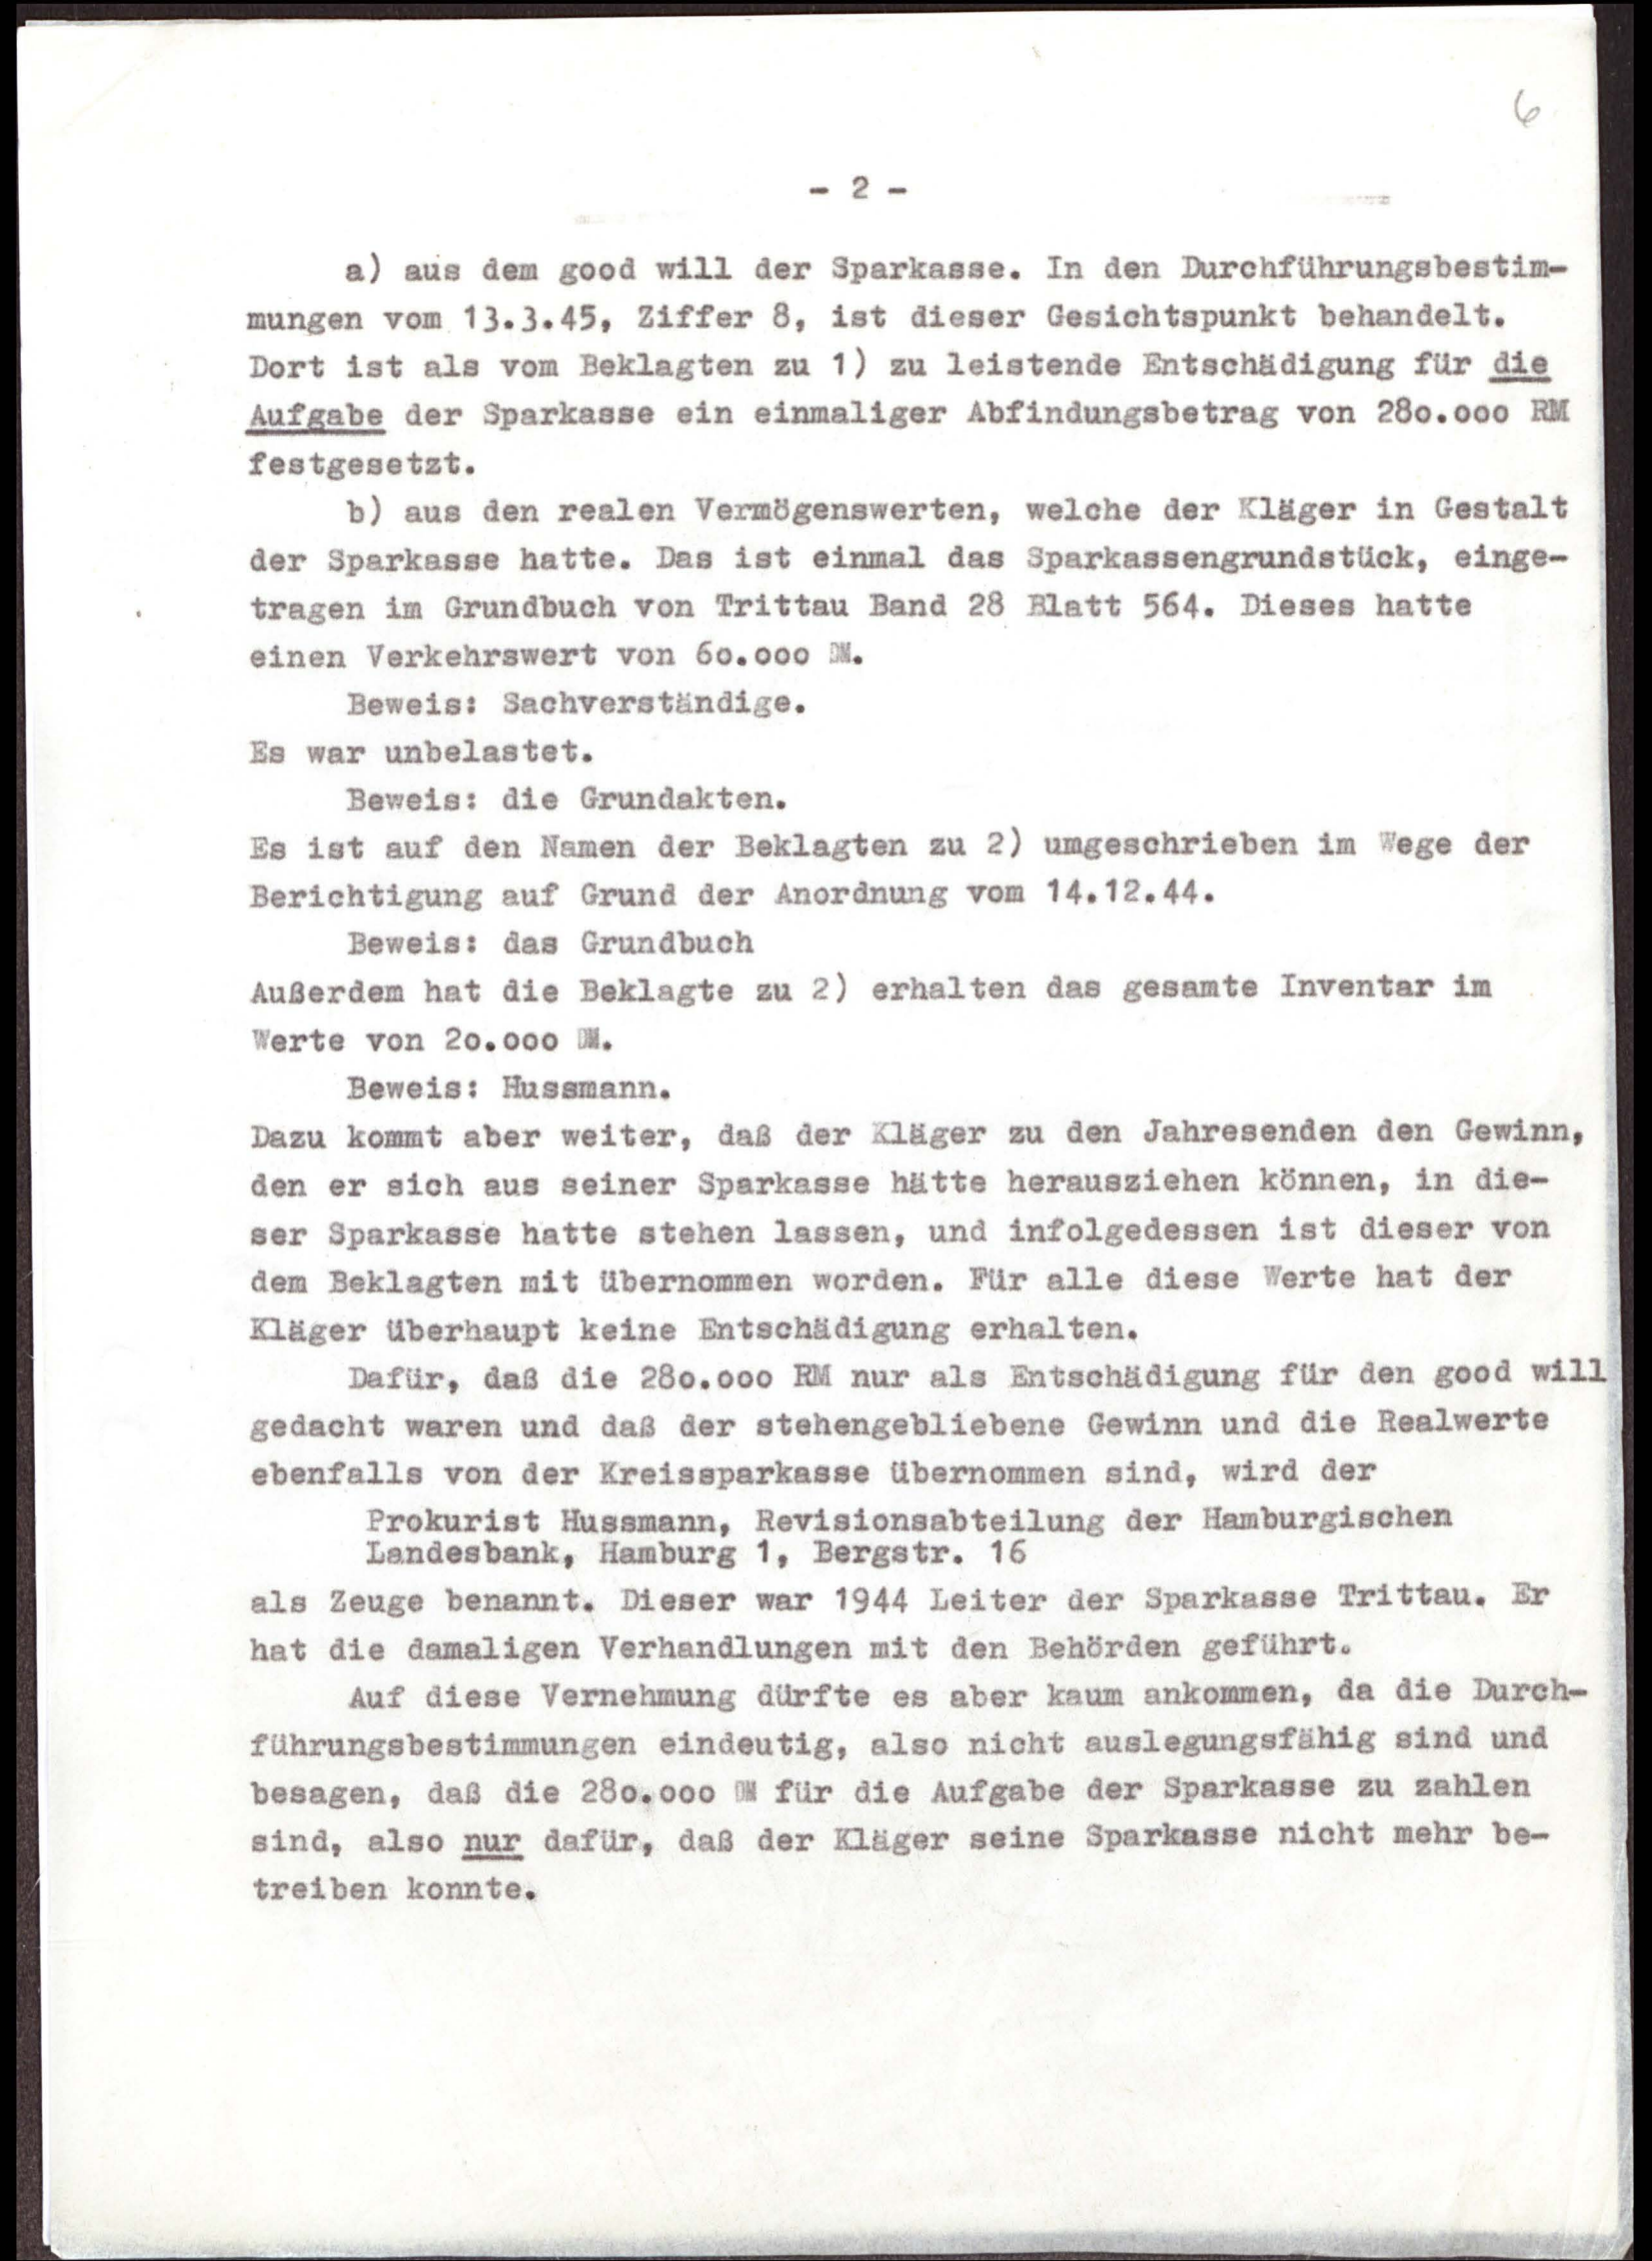 6
- 2 -
a) aus dem good will der Sparkasse. In den Durchführungsbestim-
mungen vom 13.3.45, Ziffer 8, ist dieser Gesichtspunkt behandelt.
Dort ist als vom Beklagten zu 1) zu leistende Entschädigung für die
Aufgabe der Sparkasse ein einmaliger Abfindungsbetrag von 28o.ooo RM
festgesetzt.
b) aus den realen Vermögenswerten, welche der Kläger in Gestalt
der Sparkasse hatte. Das ist einmal das Sparkassengrundstück, einge-
tragen im Grundbuch von Trittau Band 28 Blatt 564. Dieses hatte
einen Verkehrswert von 6o.ooo DM.
Beweis: Sachverständige.
Es war unbelastet.
Beweis: die Grundakten.
Es ist auf den Namen der Beklagten zu 2) umgeschrieben im Wege der
Berichtigung auf Grund der Anordnung vom 14.12.44.
Beweis: das Grundbuch
Außerdem hat die Beklagte zu 2) erhalten das gesamte Inventar im
Werte von 2o.ooo DM.
Beweis: Hussmann.
Dazu kommt aber weiter, daß der Kläger zu den Jahresenden den Gewinn,
den er sich aus seiner Sparkasse hätte herausziehen können, in die-
ser Sparkasse hatte stehen lassen, und infolgedessen ist dieser von
dem Beklagten mit übernommen worden. Für alle diese Werte hat der
Kläger überhaupt keine Entschädigung erhalten.
Dafür, daß die 28o.ooo RM nur als Entschädigung für den good will
gedacht waren und daß der stehengebliebene Gewinn und die Realwerte
ebenfalls von der Kreissparkasse übernommen sind, wird der
Prokurist Hussmann, Revisionsabteilung der Hamburgischen
Landesbank, Hamburg 1, Bergstr. 16
als Zeuge benannt. Dieser war 1944 Leiter der Sparkasse Trittau. Er
hat die damaligen Verhandlungen mit den Behörden geführt.
Auf diese Vernehmung dürfte es aber kaum ankommen, da die Durch-
führungsbestimmungen eindeutig, also nicht auslegungsfähig sind und
besagen, daß die 28o.ooo DM für die Aufgabe der Sparkasse zu zahlen
sind, also nur dafür, daß der Kläger seine Sparkasse nicht mehr be-
treiben konnte.